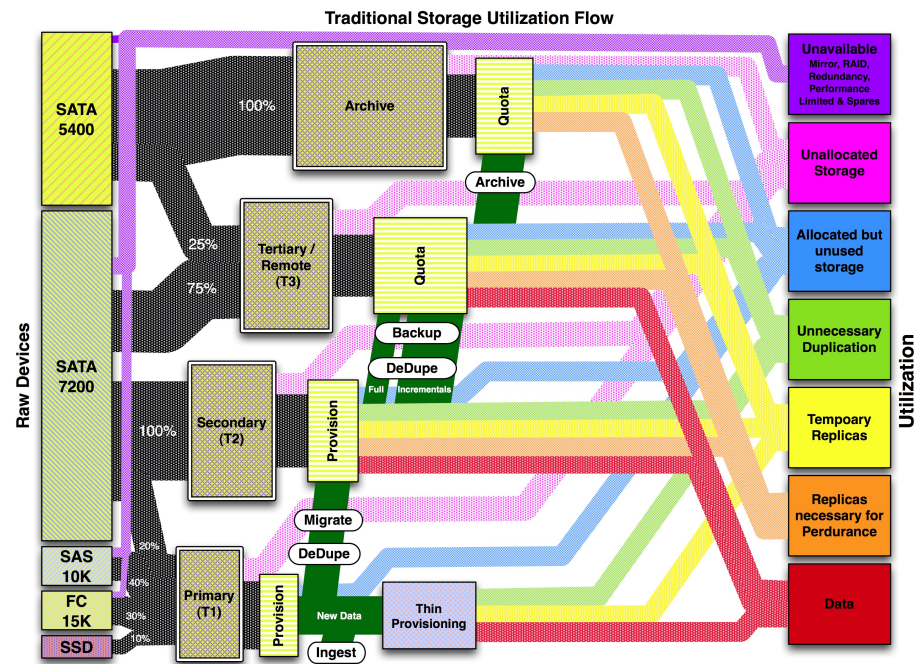 Traditional Storage Utilization Flow
Raw Devices
SATA
5400
SATA
7200
SAS
10K
FC
15K
SSD
100%
25%
75%
100%
20%
40%
30%
10%
Archive
Quota
Archive
Tertiary /
Remote
(T3)
Quota
Backup
DeDupe
Full
Incrementals
Secondary
(T2)
Provision
Migrate
DeDupe
Primary
(T1)
Provision
New Data
Ingest
Thin
Provisioning
Unavailable
Mirror, RAID,
Redundancy,
Performance
Limited & Spares
Unallocated
Storage
Allocated but
unused
storage
Unnecessary
Duplication
Tempoary
Replicas
Replicas
necessary for
Perdurance
Data
Utilization